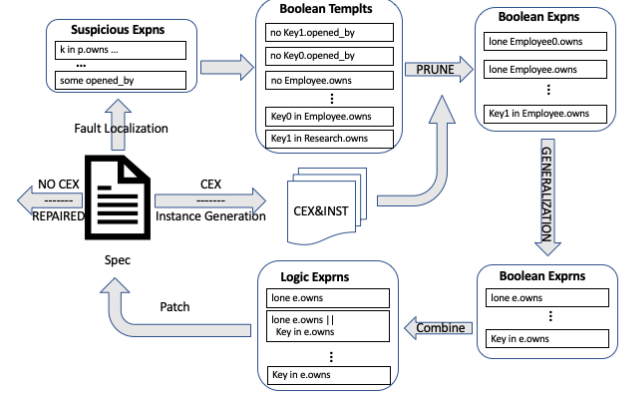 Suspicious Expns
k in p.owns ...
...
some opened_by
Boolean Templts
no Key1.opened_by
no Key0.opened_by
no Employee.owns
⋮
Key0 in Employee.owns
Key1 in Research.owns
PRUNE
Boolean Expns
lone Employee0.owns
lone Employee.owns
⋮
Key1 in Employee.owns
Fault Localization
NO CEX
-------
REPAIRED
CEX
-------
Instance Generation
CEX&INST
GENERALIZATION
Spec
Patch
Logic Exprns
lone e.owns
lone e.owns ||
Key in e.owns
⋮
Key in e.owns
Combine
Boolean Exprns
lone e.owns
⋮
Key in e.owns